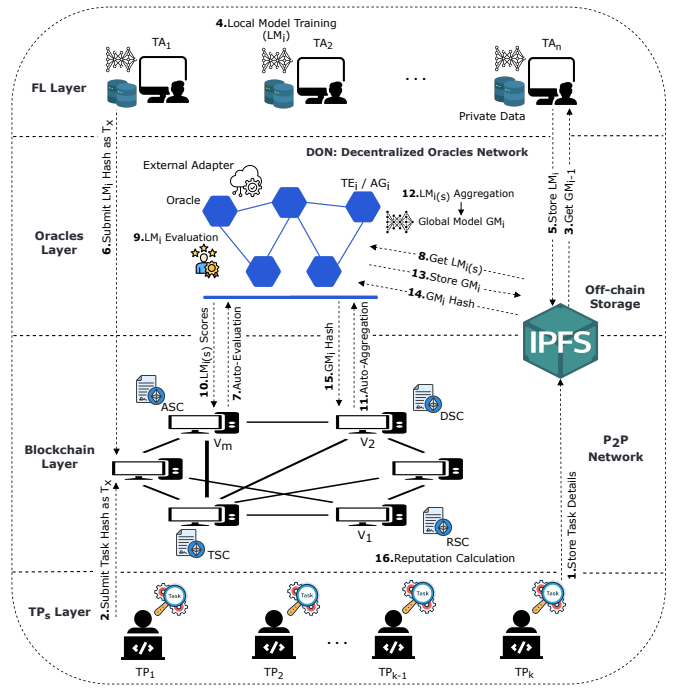 4.Local Model Training
(LMi)
TA1
TA2
TAn
. . .
FL Layer
Private Data
6.Submit LMi Hash as Tx
5.Store LMi
3.Get GMi-1
DON: Decentralized Oracles Network
External Adapter
Oracle
TEi / AGi
12.LMi(s) Aggregation
Global Model GMi
9.LMi Evaluation
Oracles
Layer
8.Get LMi(s)
13.Store GMi
14.GMi Hash
Off-chain
Storage
IPFS
10.LMi(s) Scores
7.Auto-Evaluation
15.GMi Hash
11.Auto-Aggregation
ASC
DSC
Vm
V2
Blockchain
Layer
P2P
Network
TSC
V1
RSC
16.Reputation Calculation
2.Submit Task Hash as Tx
1.Store Task Details
TPs Layer
Task
Task
Task
Task
</>
</>
. . .
</>
</>
TP1
TP2
TPk-1
TPk